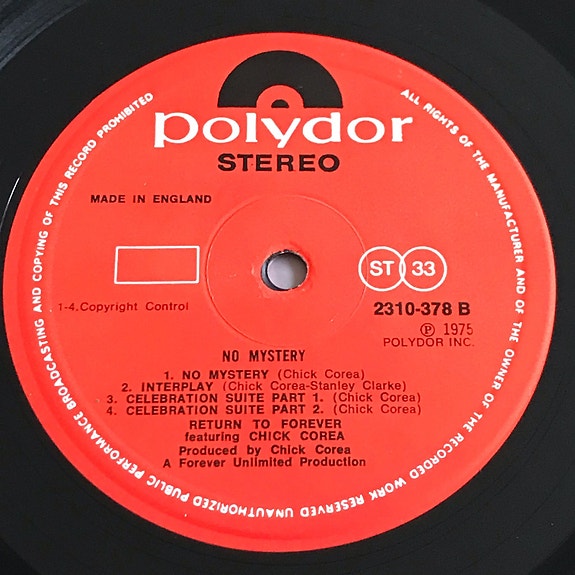 polydor
STEREO
MADE IN ENGLAND
ST 33
1-4.Copyright Control
2310-378 B
Ⓟ 1975
POLYDOR INC.
NO MYSTERY
1. NO MYSTERY (Chick Corea)
2. INTERPLAY (Chick Corea-Stanley Clarke)
3. CELEBRATION SUITE PART 1. (Chick Corea)
4. CELEBRATION SUITE PART 2. (Chick Corea)
RETURN TO FOREVER
featuring CHICK COREA
Produced by Chick Corea
A Forever Unlimited Production
ALL RIGHTS OF THE MANUFACTURER AND OF THE OWNER OF THE RECORDED WORK RESERVED UNAUTHORIZED PUBLIC PERFORMANCE BROADCASTING AND COPYING OF THIS RECORD PROHIBITED